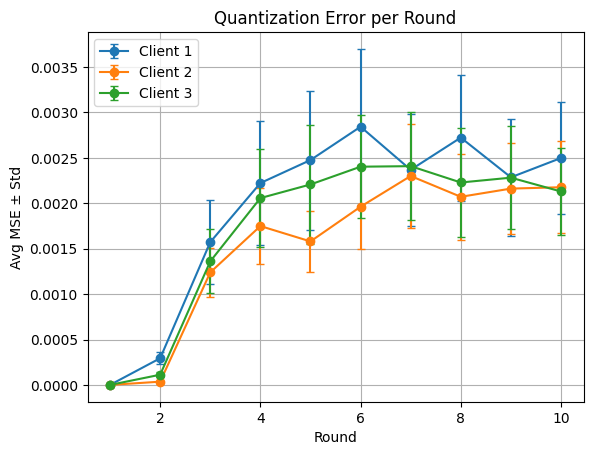 Quantization Error per Round
Client 1
Client 2
Client 3
Avg MSE ± Std
0.0035
0.0030
0.0025
0.0020
0.0015
0.0010
0.0005
0.0000
2
4
6
8
10
Round